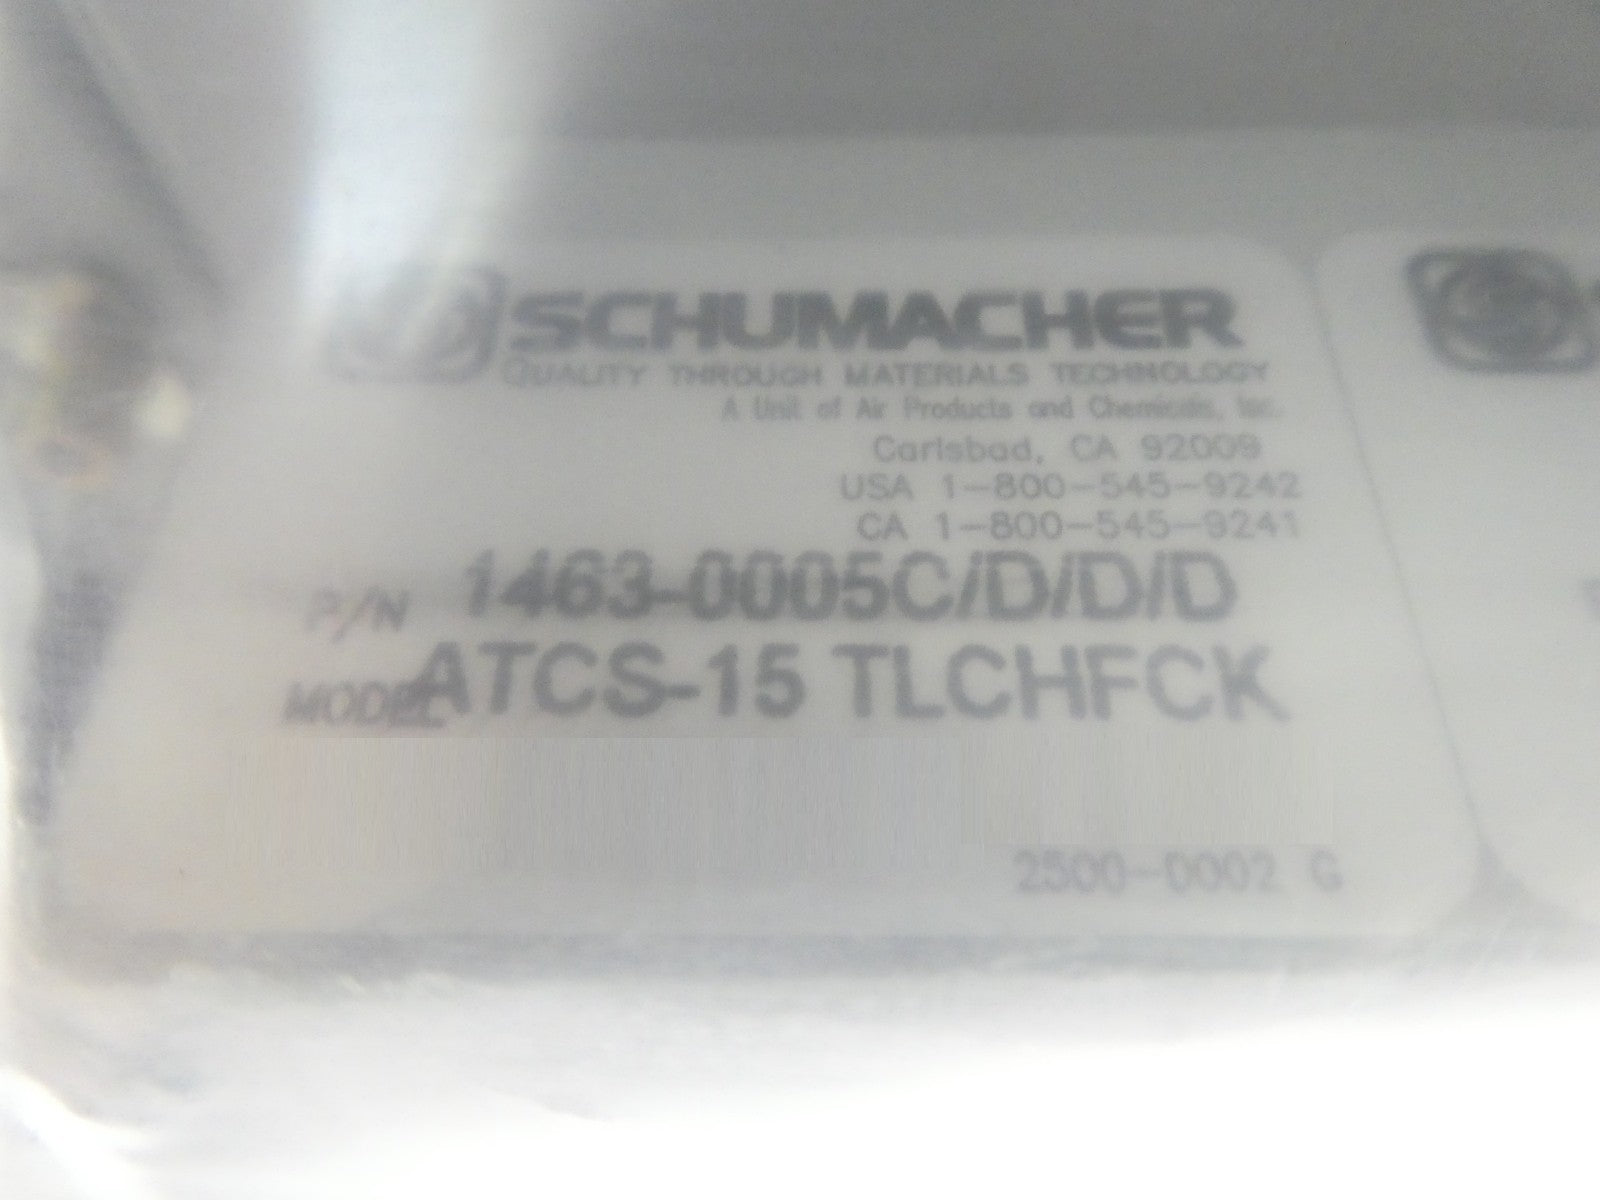 SCHUMACHER
QUALITY THROUGH MATERIALS TECHNOLOGY
A Unit of Air Products and Chemicals, Inc.
Carlsbad, CA 92009
USA 1-800-545-9242
CA 1-800-545-9241
P/N 1463-0005C/D/D/D
MODEL ATCS-15 TLCHFCK
2500-0002 G